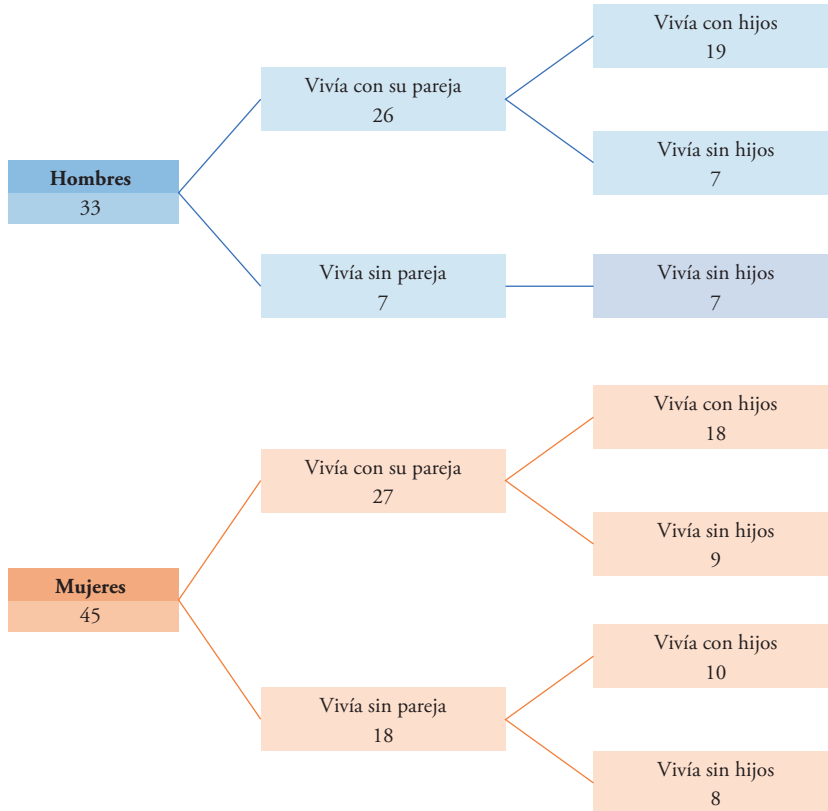 Vivía con hijos
19
Vivía con su pareja
26
Vivía sin hijos
7
Hombres
33
Vivía sin pareja
7
Vivía sin hijos
7
Vivía con hijos
18
Vivía con su pareja
27
Vivía sin hijos
9
Mujeres
45
Vivía con hijos
10
Vivía sin pareja
18
Vivía sin hijos
8